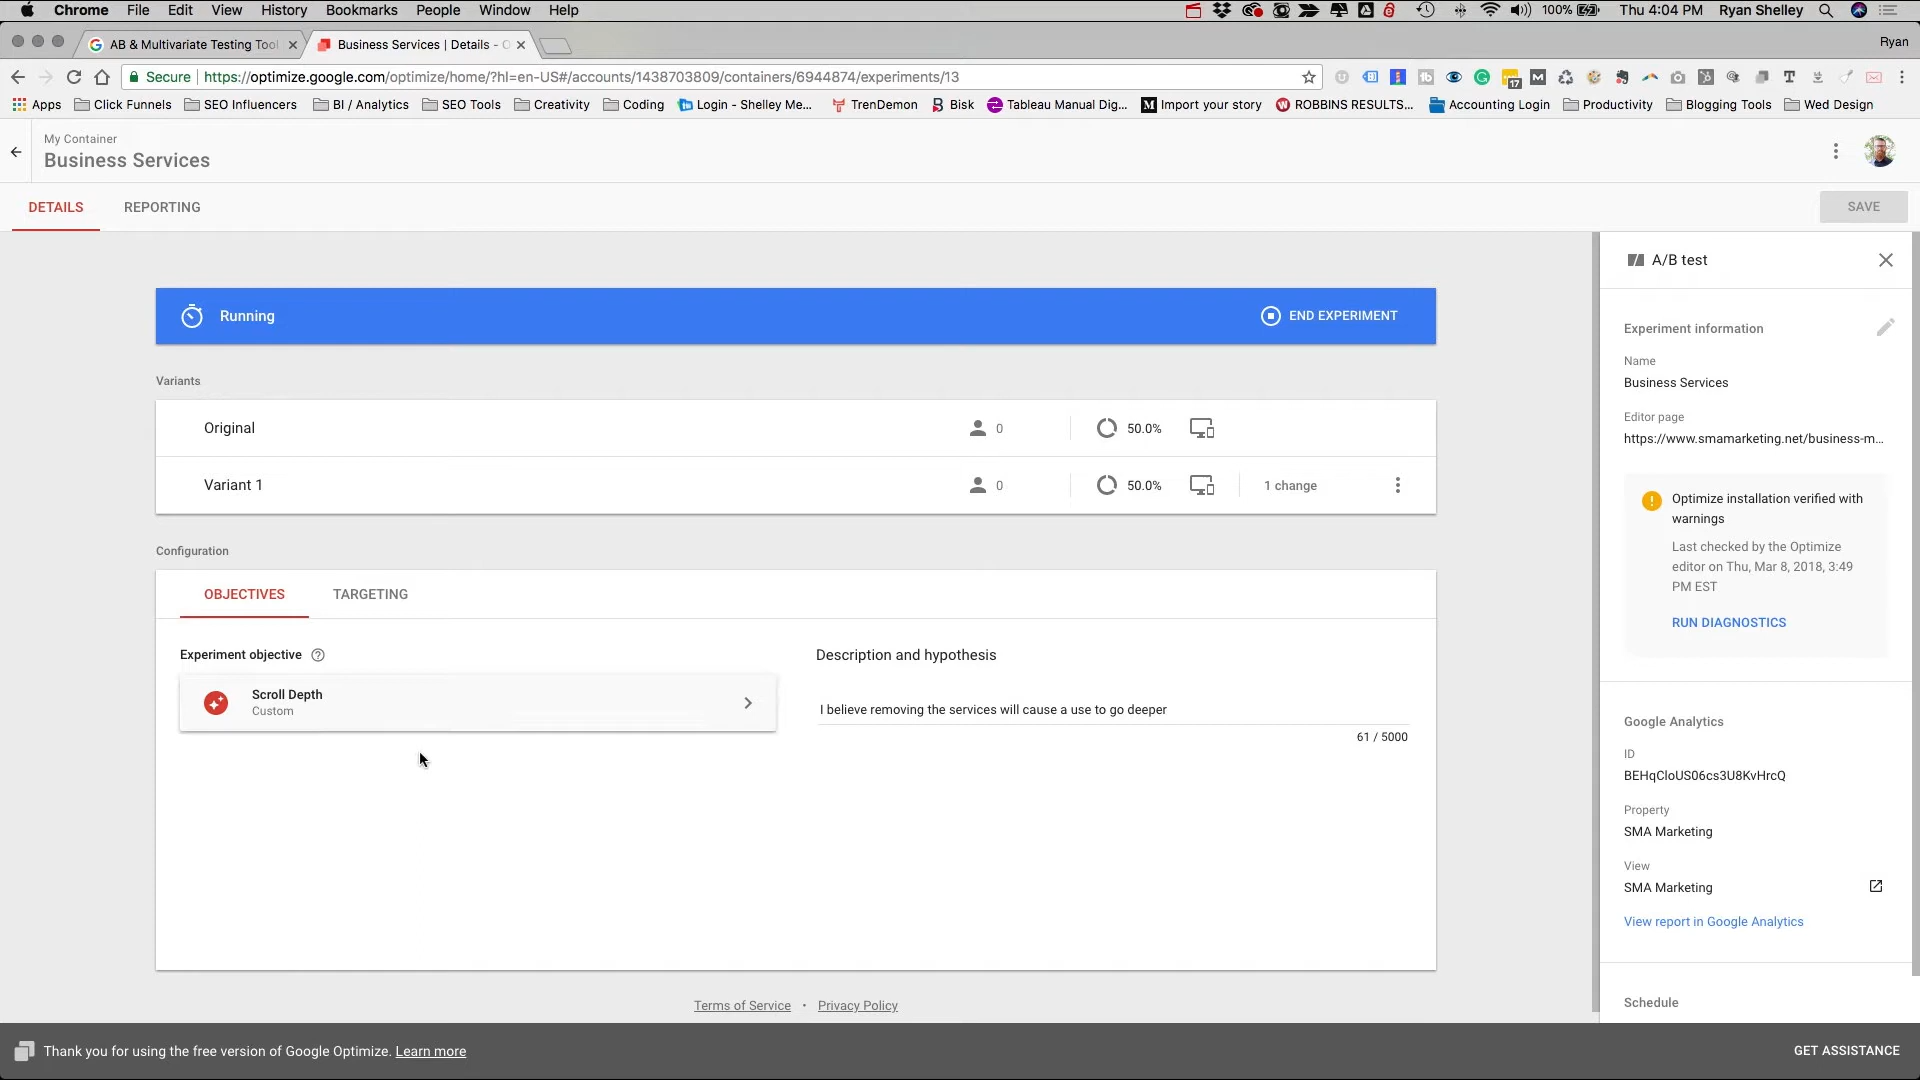 Chrome File Edit View History Bookmarks People Window Help 100% Thu 4:04 PM Ryan Shelley
AB & Multivariate Testing Tool Business Services | Details - O Ryan
Secure https://optimize.google.com/optimize/home/?hl=en-US#/accounts/1438703809/containers/6944874/experiments/13
Apps Click Funnels SEO Influencers BI / Analytics SEO Tools Creativity Coding Login - Shelley Me... TrenDemon Bisk Tableau Manual Dig... Import your story ROBBINS RESULTS... Accounting Login Productivity Blogging Tools Wed Design
My Container
Business Services
DETAILS REPORTING SAVE
Running END EXPERIMENT
Variants
Original 0 50.0%
Variant 1 0 50.0% 1 change
Configuration
OBJECTIVES TARGETING
Experiment objective
Scroll Depth
Custom
Description and hypothesis
I believe removing the services will cause a use to go deeper
61 / 5000
Terms of Service • Privacy Policy
A/B test
Experiment information
Name
Business Services
Editor page
https://www.smamarketing.net/business-m...
Optimize installation verified with
warnings
Last checked by the Optimize
editor on Thu, Mar 8, 2018, 3:49
PM EST
RUN DIAGNOSTICS
Google Analytics
ID
BEHqCloUS06cs3U8KvHrcQ
Property
SMA Marketing
View
SMA Marketing
View report in Google Analytics
Schedule
Thank you for using the free version of Google Optimize. Learn more GET ASSISTANCE